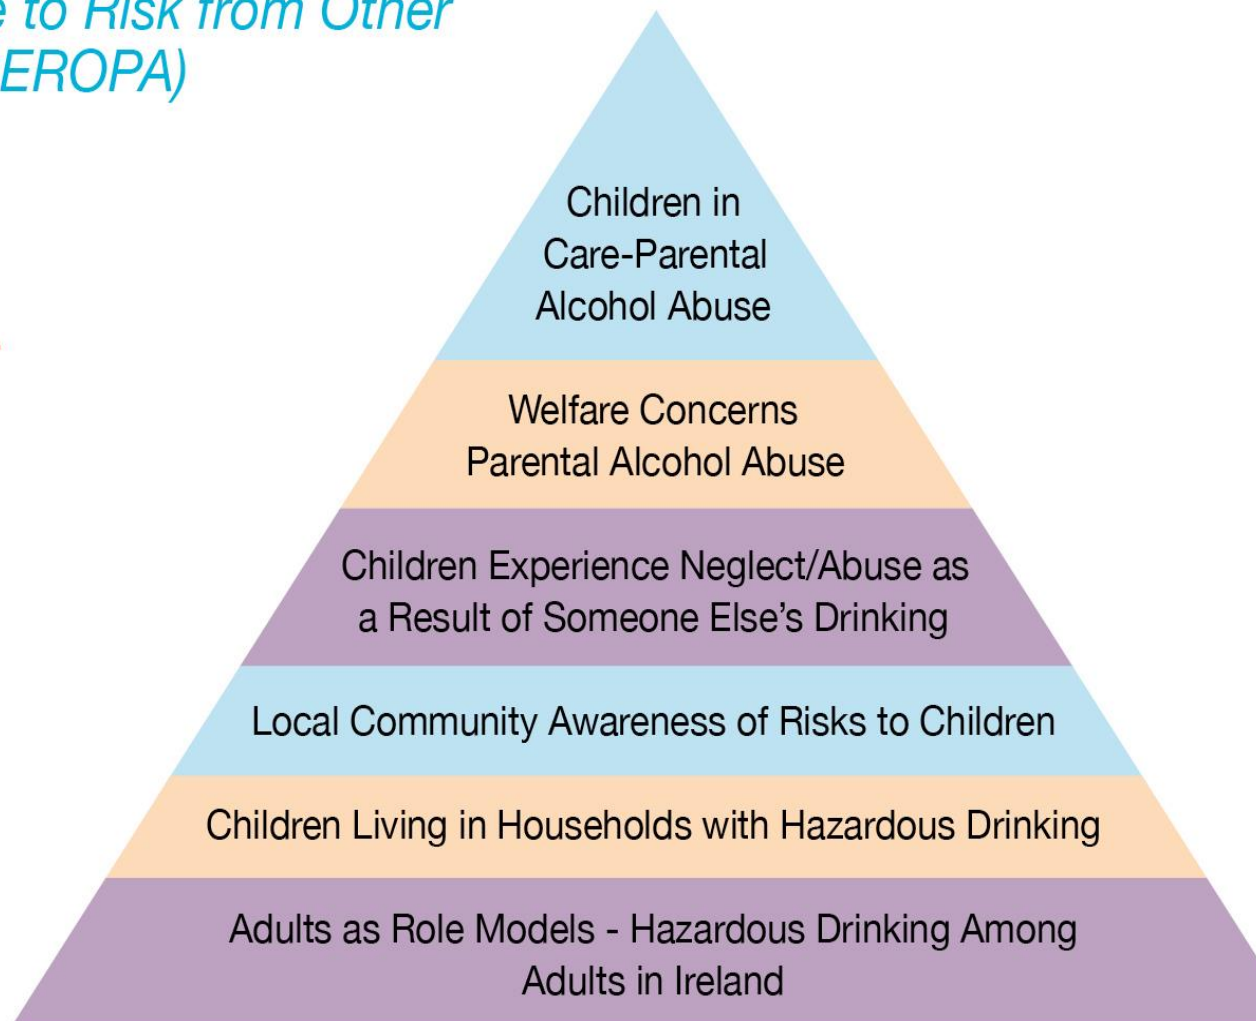 to Risk from Other
EROPA)
Children in
Care-Parental
Alcohol Abuse
Welfare Concerns
Parental Alcohol Abuse
Children Experience Neglect/Abuse as
a Result of Someone Else’s Drinking
Local Community Awareness of Risks to Children
Children Living in Households with Hazardous Drinking
Adults as Role Models - Hazardous Drinking Among
Adults in Ireland